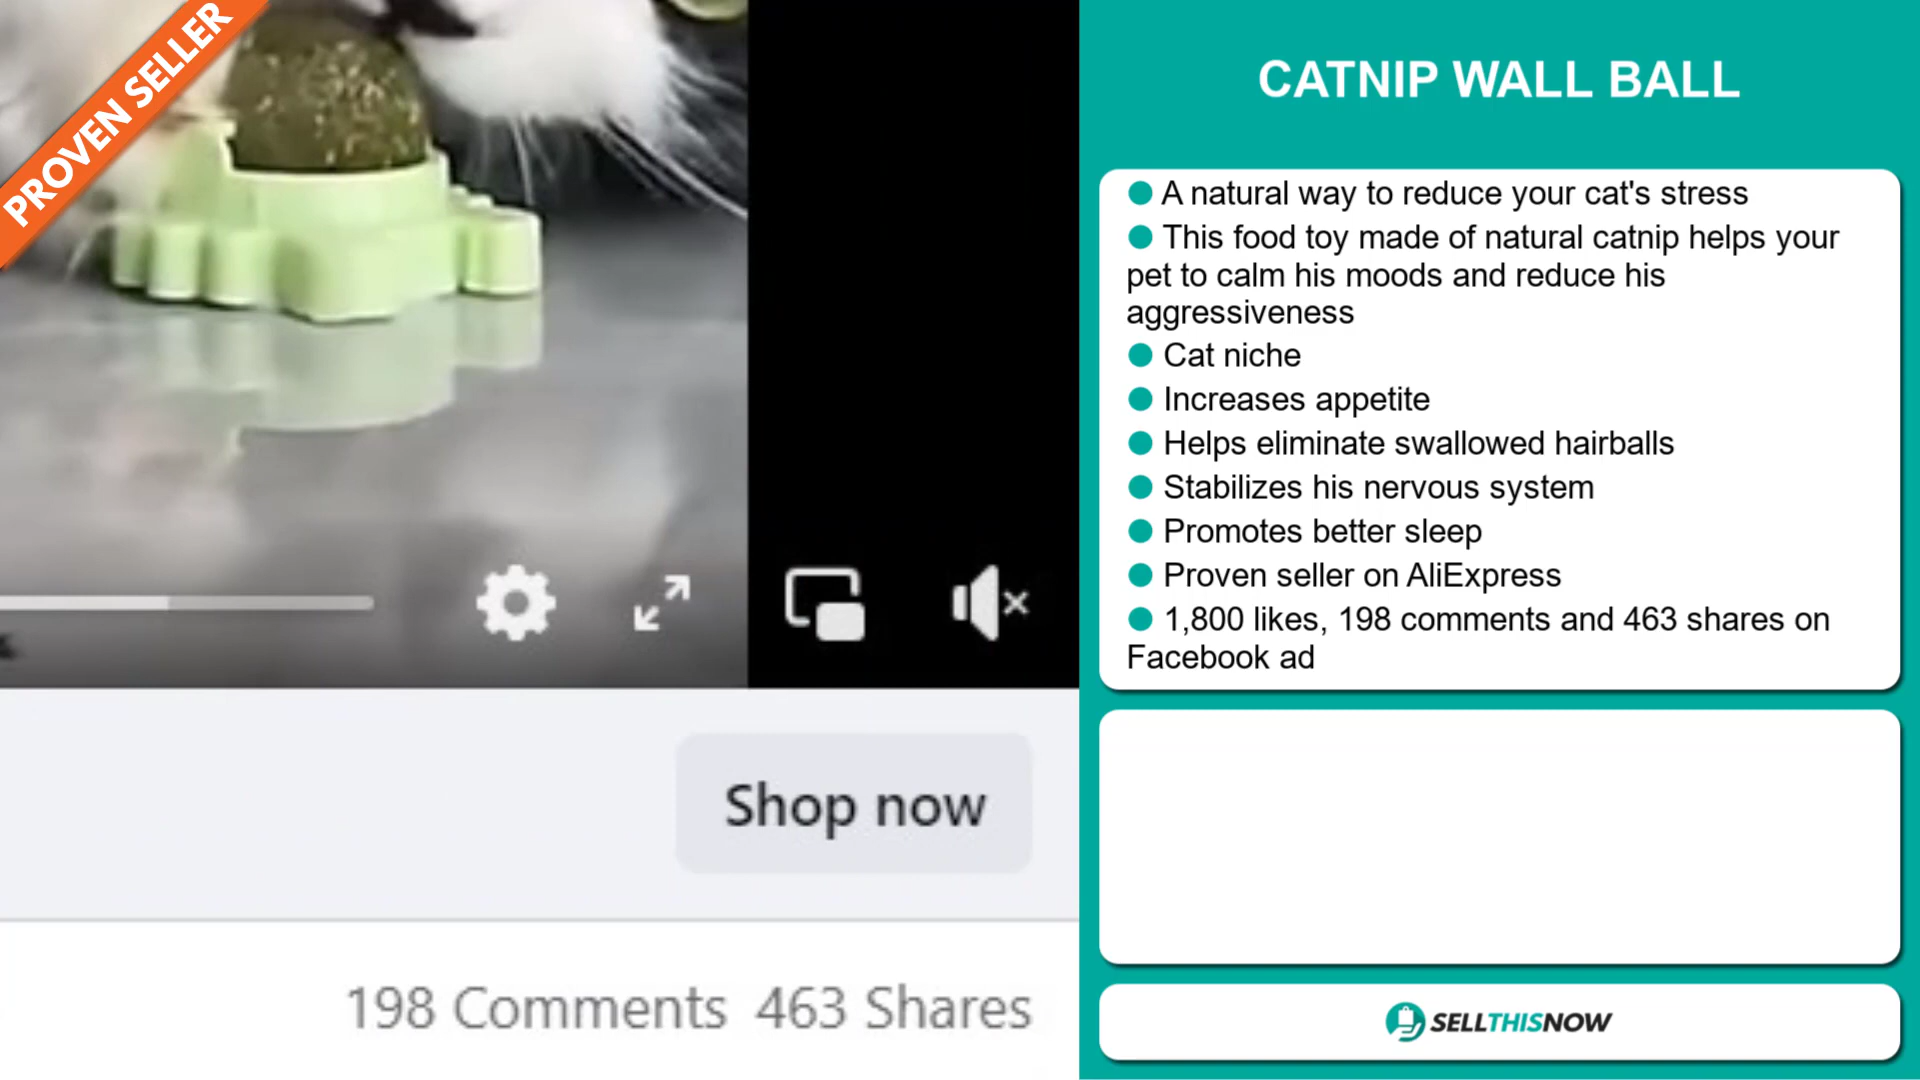 PROVEN SELLER
CATNIP WALL BALL
● A natural way to reduce your cat's stress
● This food toy made of natural catnip helps your
pet to calm his moods and reduce his
aggressiveness
● Cat niche
● Increases appetite
● Helps eliminate swallowed hairballs
● Stabilizes his nervous system
● Promotes better sleep
● Proven seller on AliExpress
● 1,800 likes, 198 comments and 463 shares on
Facebook ad
Shop now
198 Comments 463 Shares
SELLTHISNOW